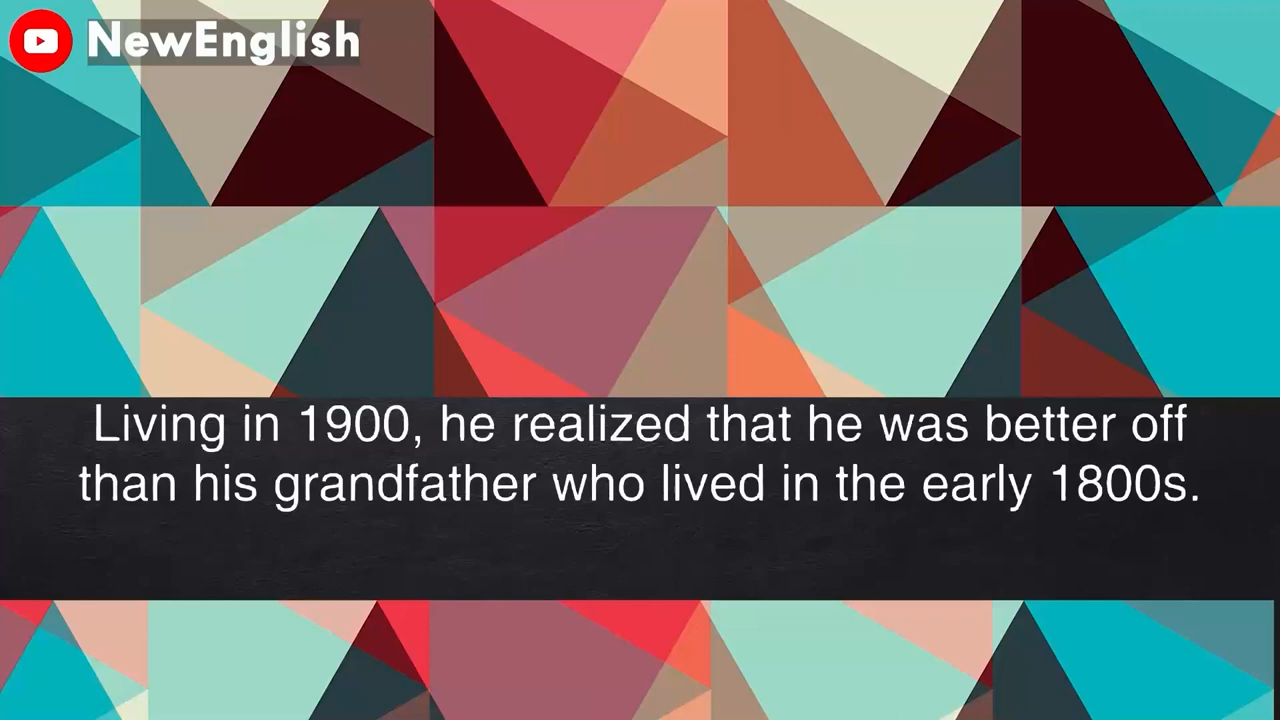 NewEnglish
Living in 1900, he realized that he was better off
than his grandfather who lived in the early 1800s.